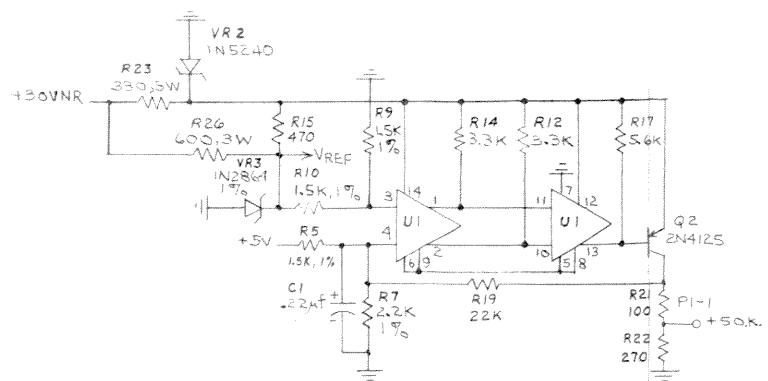 VR2
1N5240
R23
330,5W
+30VNR
R26
600,3W
R15
470
VREF
R9
1.5K
1%
R14
3.3K
R12
3.3K
R17
5.6K
VR3
1%
R10
1.5K,1%
3
14
1
U1
4
2
6
9
11
7
12
U1
10
5
8
13
Q2
2N4125
+5V
R5
1.5K,1%
C1
.22µf
+
-
R7
2.2K
1%
R19
22K
R21
100
P1-1
+5O.K.
R22
270